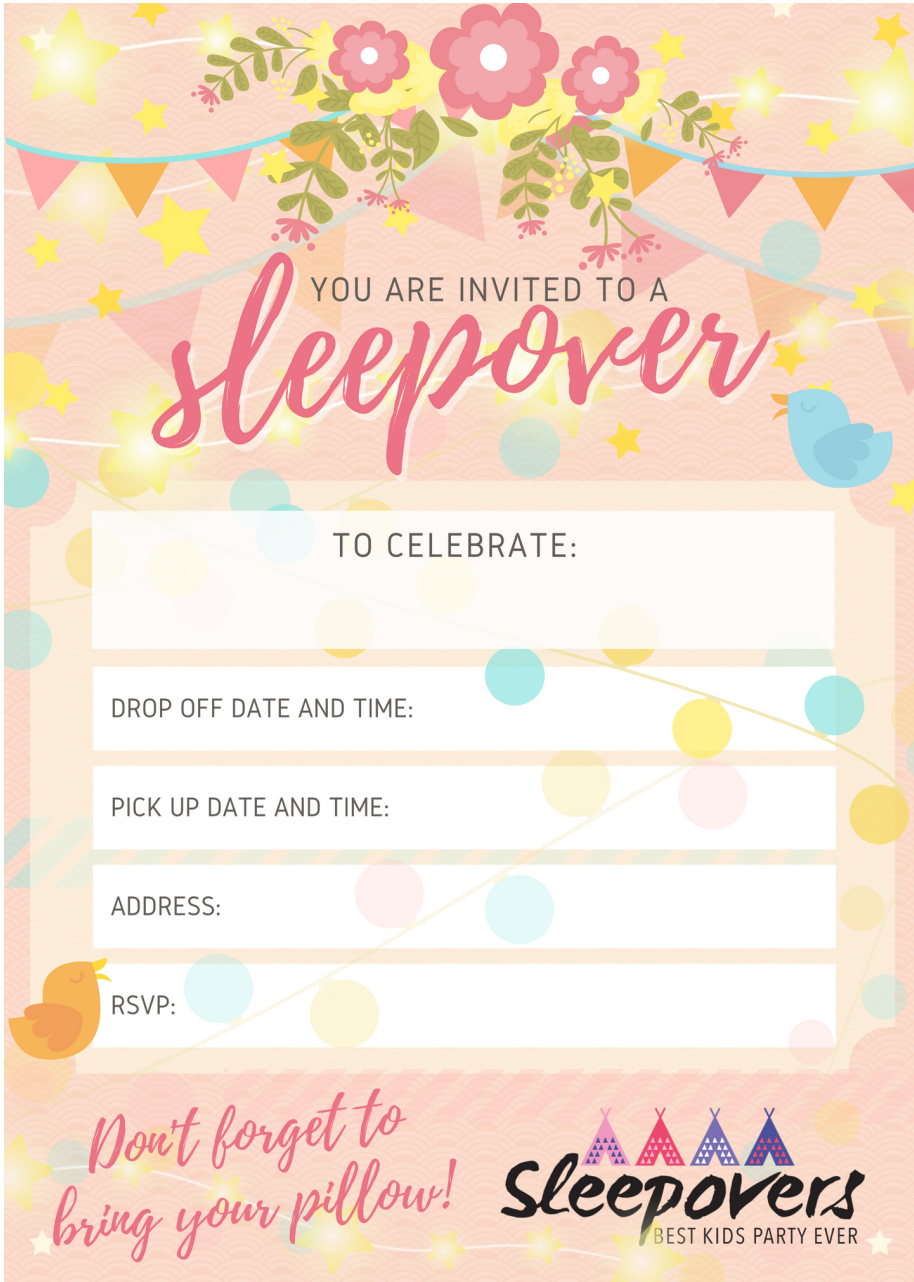 YOU ARE INVITED TO A
sleepover
TO CELEBRATE:
DROP OFF DATE AND TIME:
PICK UP DATE AND TIME:
ADDRESS:
RSVP:
Don't forget to
bring your pillow!
Sleepovers
BEST KIDS PARTY EVER